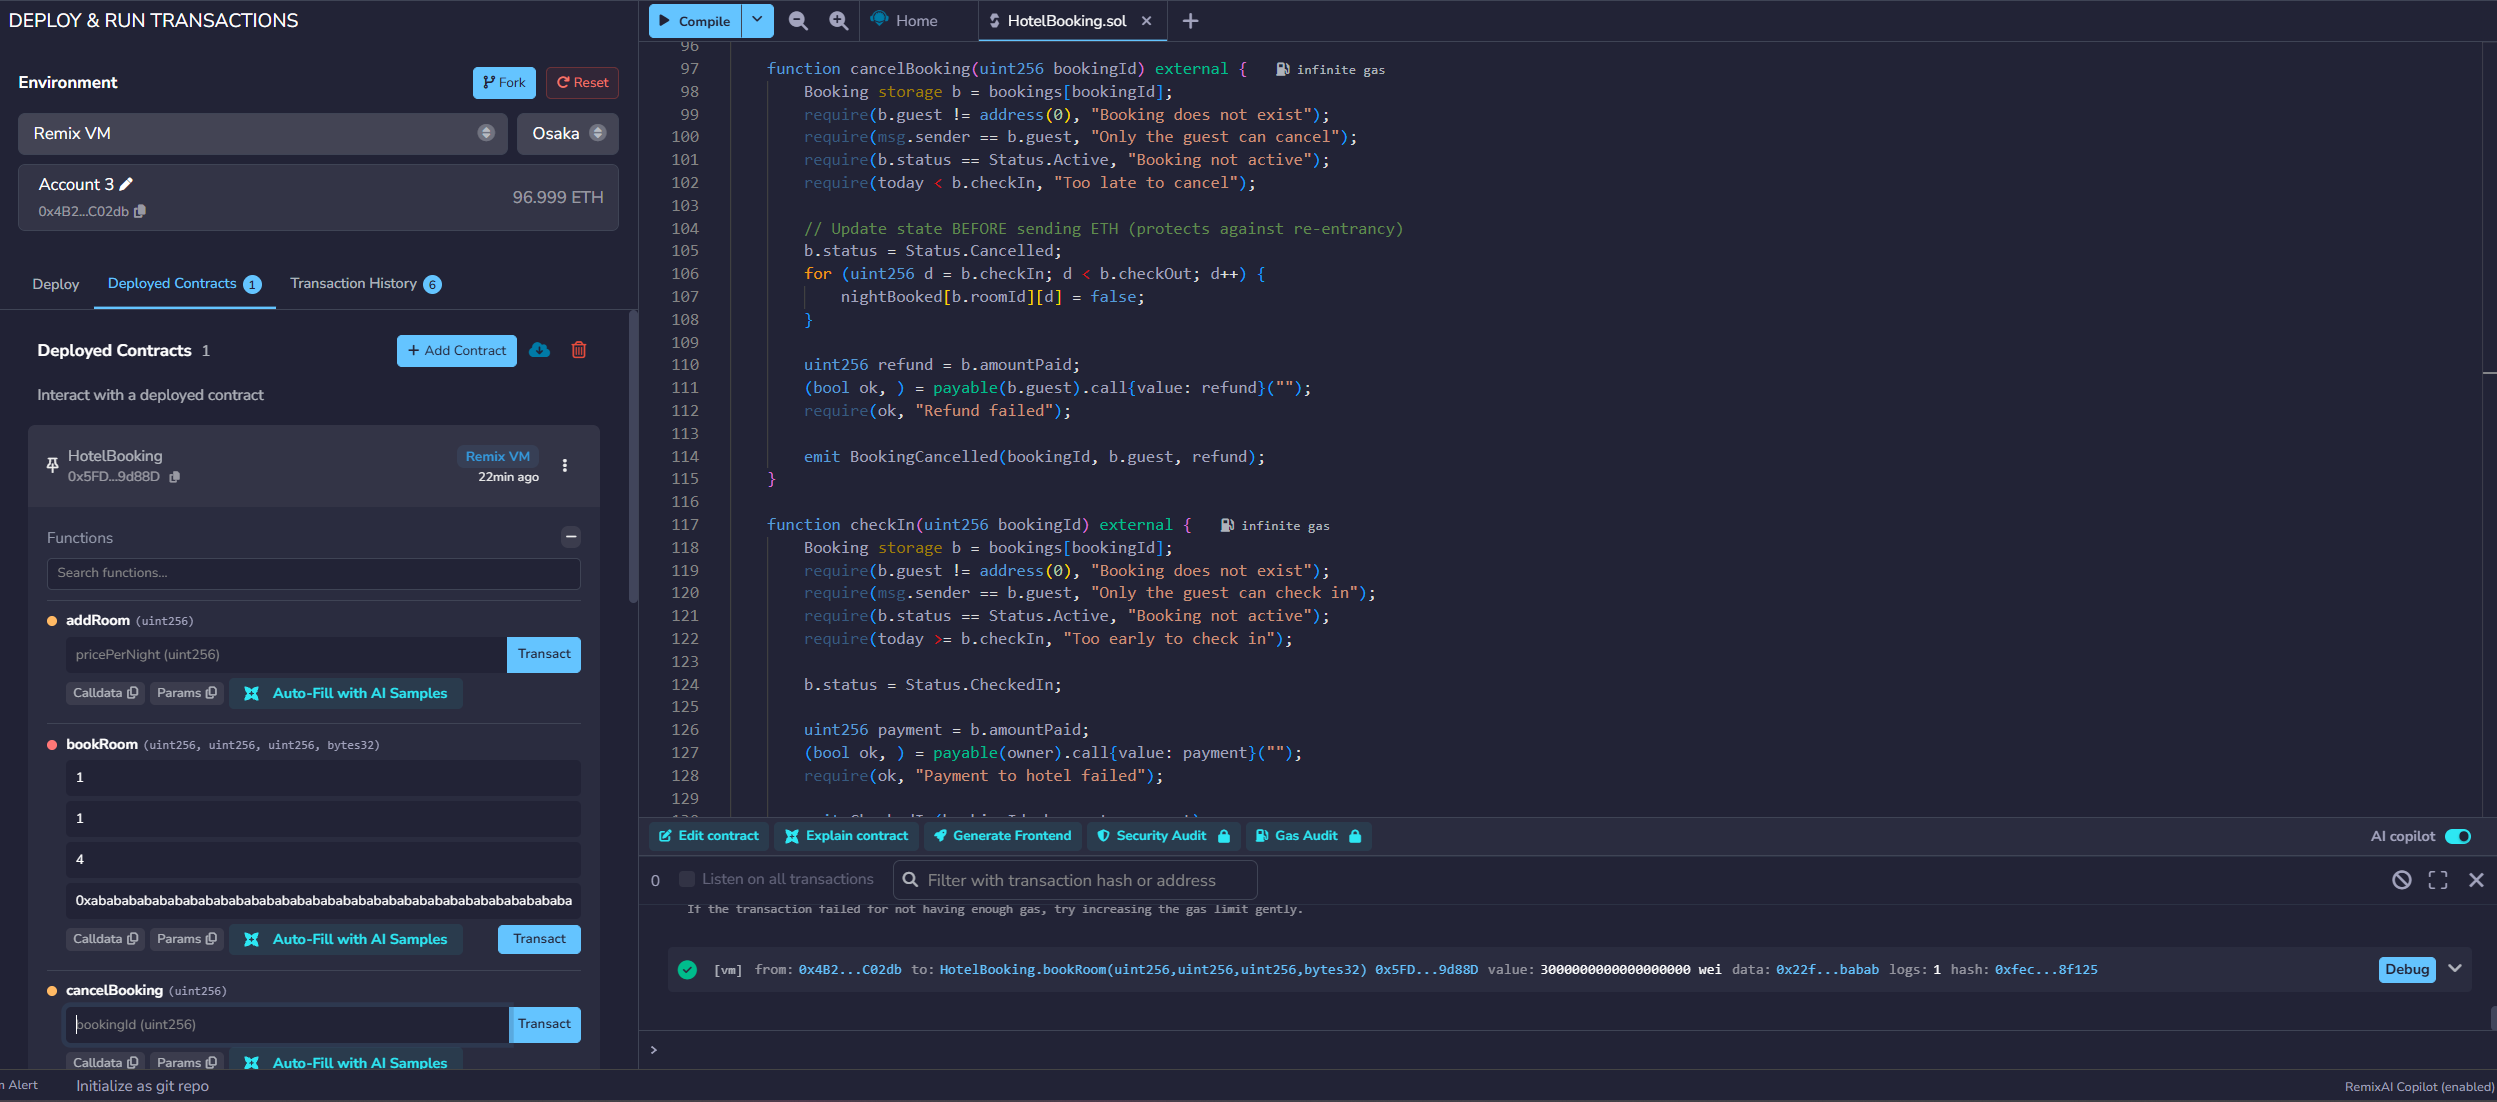 DEPLOY & RUN TRANSACTIONS
Environment
Fork
Reset
Remix VM
Osaka
Account 3
0x4B2...C02db
96.999 ETH
Deploy
Deployed Contracts 1
Transaction History 6
Deployed Contracts 1
+ Add Contract
Interact with a deployed contract
HotelBooking
0x5FD...9d88D
Remix VM
22min ago
Functions
Search functions...
addRoom (uint256)
pricePerNight (uint256)
Transact
Calldata
Params
Auto-Fill with AI Samples
bookRoom (uint256, uint256, uint256, bytes32)
1
1
4
0xabababababababababababababababababababababababababababababababa
Calldata
Params
Auto-Fill with AI Samples
Transact
cancelBooking (uint256)
bookingId (uint256)
Transact
Calldata
Params
Auto-Fill with AI Samples
Compile
Home
HotelBooking.sol
96
97 function cancelBooking(uint256 bookingId) external { infinite gas
98 Booking storage b = bookings[bookingId];
99 require(b.guest != address(0), "Booking does not exist");
100 require(msg.sender == b.guest, "Only the guest can cancel");
101 require(b.status == Status.Active, "Booking not active");
102 require(today < b.checkIn, "Too late to cancel");
103
104 // Update state BEFORE sending ETH (protects against re-entrancy)
105 b.status = Status.Cancelled;
106 for (uint256 d = b.checkIn; d < b.checkOut; d++) {
107 nightBooked[b.roomId][d] = false;
108 }
109
110 uint256 refund = b.amountPaid;
111 (bool ok, ) = payable(b.guest).call{value: refund}("");
112 require(ok, "Refund failed");
113
114 emit BookingCancelled(bookingId, b.guest, refund);
115 }
116
117 function checkIn(uint256 bookingId) external { infinite gas
118 Booking storage b = bookings[bookingId];
119 require(b.guest != address(0), "Booking does not exist");
120 require(msg.sender == b.guest, "Only the guest can check in");
121 require(b.status == Status.Active, "Booking not active");
122 require(today >= b.checkIn, "Too early to check in");
123
124 b.status = Status.CheckedIn;
125
126 uint256 payment = b.amountPaid;
127 (bool ok, ) = payable(owner).call{value: payment}("");
128 require(ok, "Payment to hotel failed");
129
Edit contract
Explain contract
Generate Frontend
Security Audit
Gas Audit
AI copilot
0
Listen on all transactions
Filter with transaction hash or address
If the transaction failed for not having enough gas, try increasing the gas limit gently.
[vm] from: 0x4B2...C02db to: HotelBooking.bookRoom(uint256,uint256,uint256,bytes32) 0x5FD...9d88D value: 3000000000000000000 wei data: 0x22f...babab logs: 1 hash: 0xfec...8f125
Debug
>
Alert
Initialize as git repo
RemixAI Copilot (enabled)